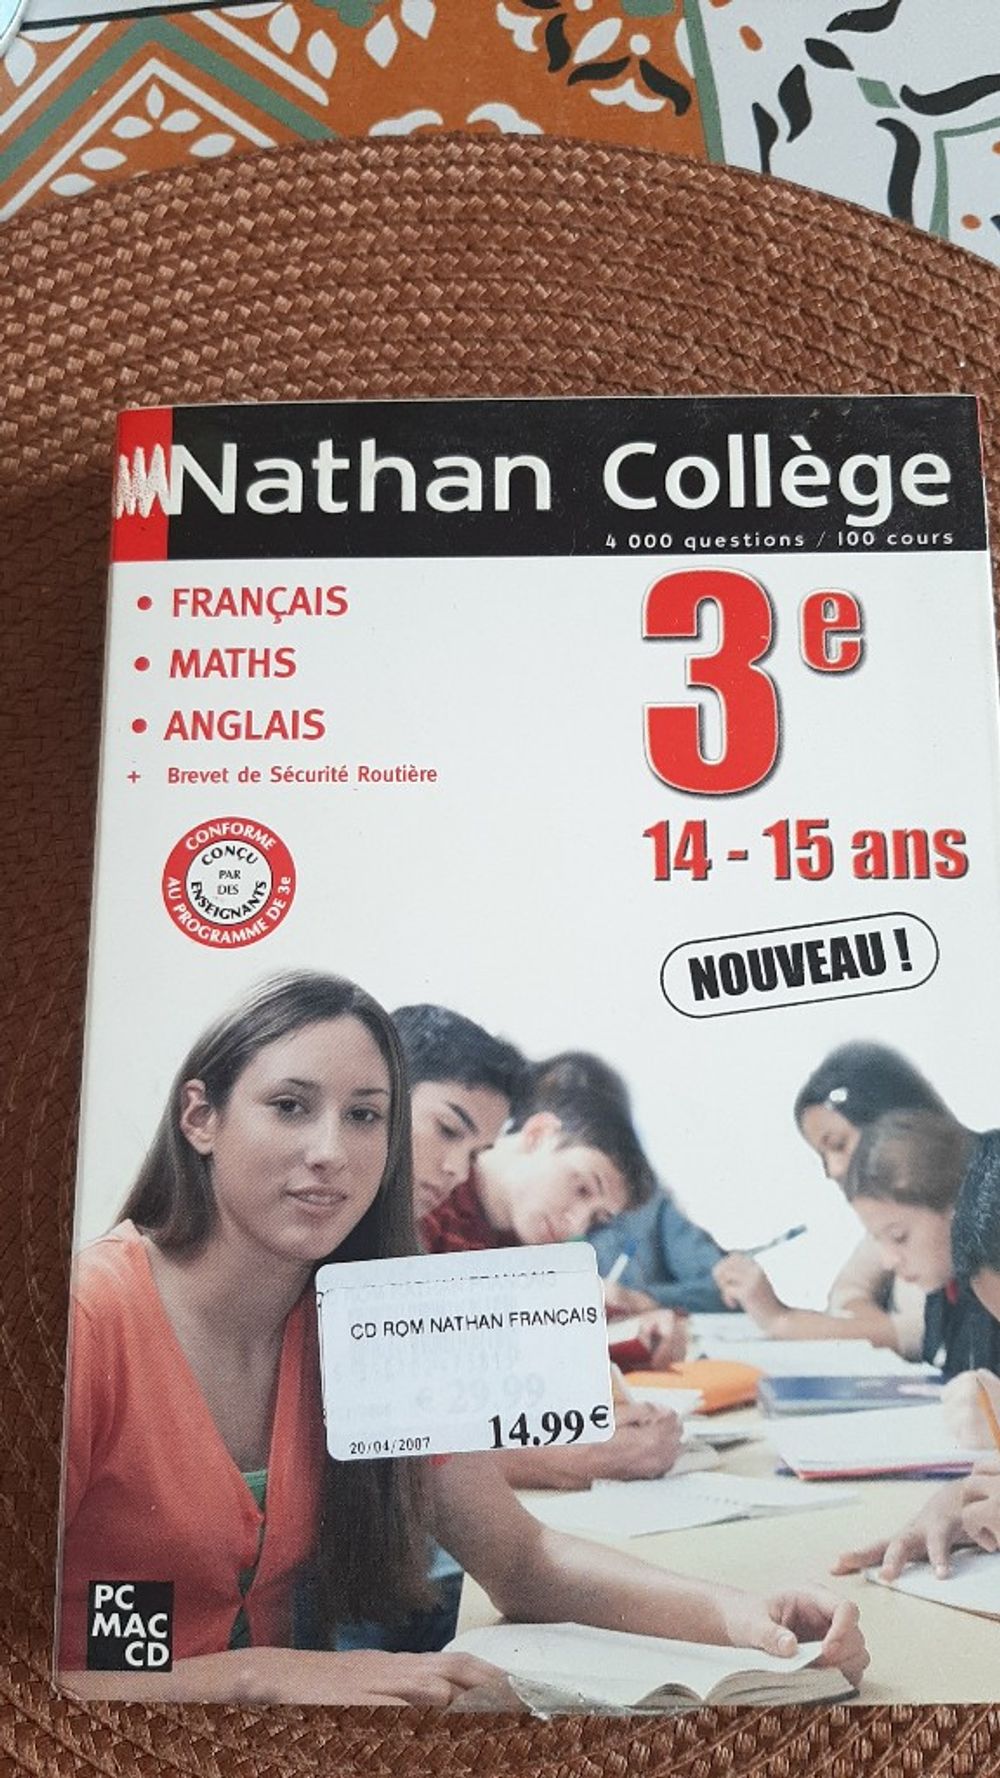 Nathan Collège
4 000 questions / 100 cours
• FRANÇAIS
• MATHS
• ANGLAIS
+ Brevet de Sécurité Routière
3e
14 - 15 ans
NOUVEAU !
CONFORME
AU PROGRAMME DE 3e
CONÇU
PAR
DES
ENSEIGNANTS
CD ROM NATHAN FRANÇAIS
€ 29.99
14.99€
20/04/2007
PC
MAC
CD